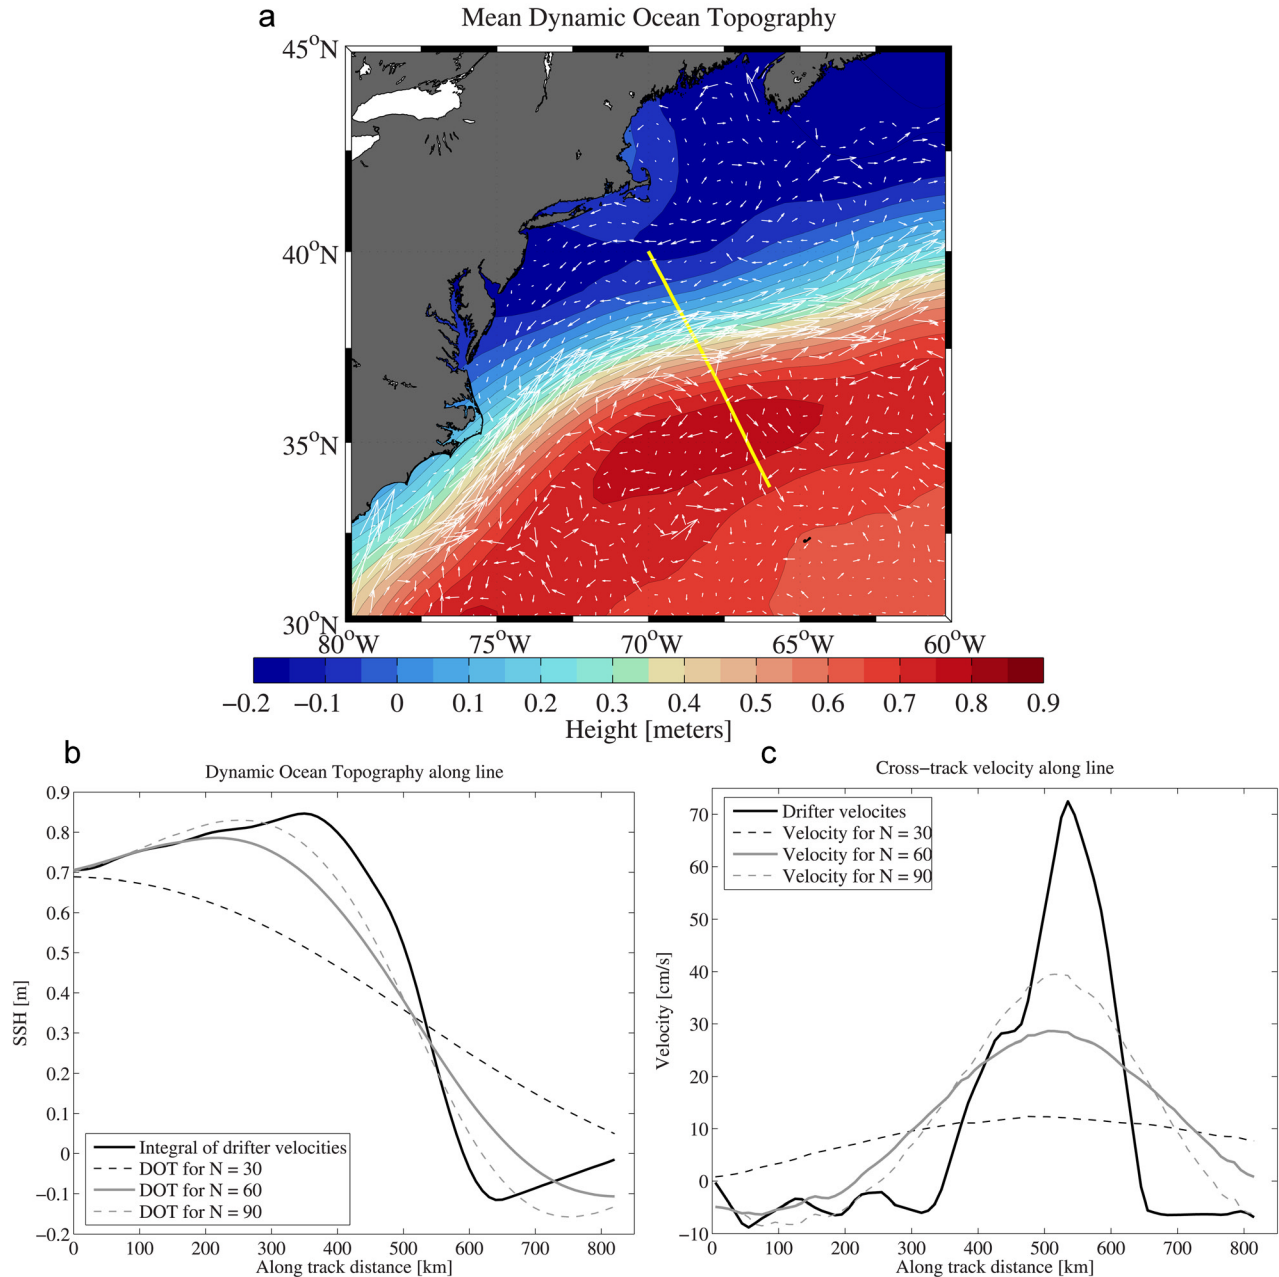 a
Mean Dynamic Ocean Topography
45°N
40°N
35°N
30°N
80°W 75°W 70°W 65°W 60°W
−0.2 −0.1 0 0.1 0.2 0.3 0.4 0.5 0.6 0.7 0.8 0.9
Height [meters]
b
Dynamic Ocean Topography along line
0.9
0.8
0.7
0.6
0.5
0.4
0.3
0.2
0.1
0
−0.1
−0.2
SSH [m]
Integral of drifter velocities
DOT for N = 30
DOT for N = 60
DOT for N = 90
0 100 200 300 400 500 600 700 800
Along track distance [km]
c
Cross−track velocity along line
70
60
50
40
30
20
10
0
−10
Velocity [cm/s]
Drifter velocites
Velocity for N = 30
Velocity for N = 60
Velocity for N = 90
0 100 200 300 400 500 600 700 800
Along track distance [km]